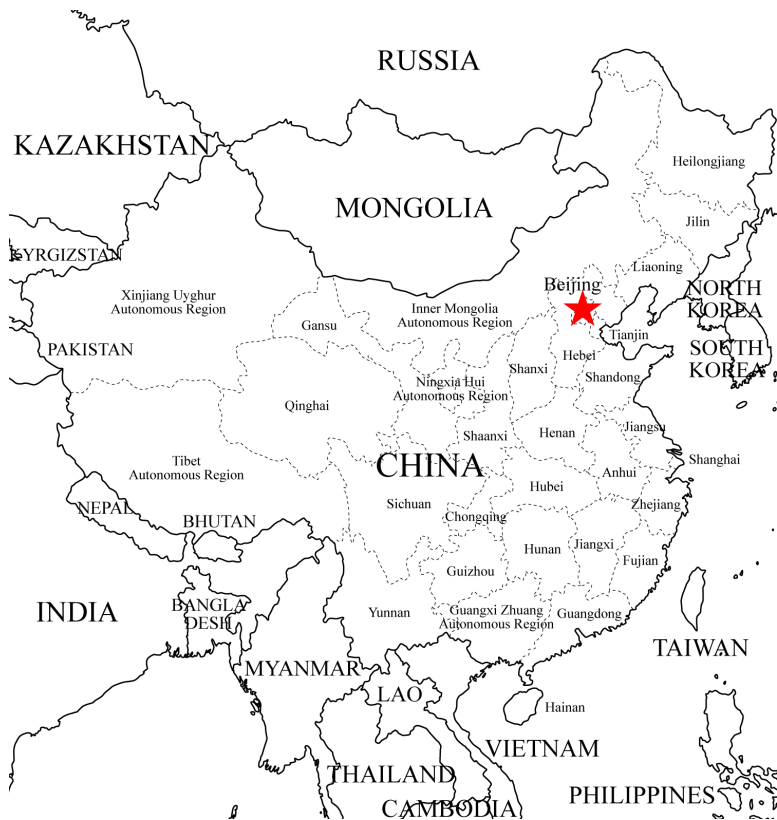 RUSSIA
KAZAKHSTAN
Heilongjiang
MONGOLIA
Jilin
KYRGIZSTAN
Liaoning
Beijing
NORTH
KOREA
Xinjiang Uyghur
Autonomous Region
Inner Mongolia
Autonomous Region
Gansu
Tianjin
PAKISTAN
SOUTH
KOREA
Hebei
Shanxi
Shandong
Ningxia Hui
Autonomous Region
Qinghai
Jiangsu
Henan
Shaanxi
Shanghai
CHINA
Tibet
Autonomous Region
Anhui
Hubei
Sichuan
Zhejiang
NEPAL
Chongqing
BHUTAN
Hunan
Jiangxi
Fujian
Guizhou
INDIA
BANGLA
DESH
Yunnan
Guangxi Zhuang
Autonomous Region
Guangdong
TAIWAN
MYANMAR
LAO
Hainan
VIETNAM
THAILAND
PHILIPPINES
CAMBODIA